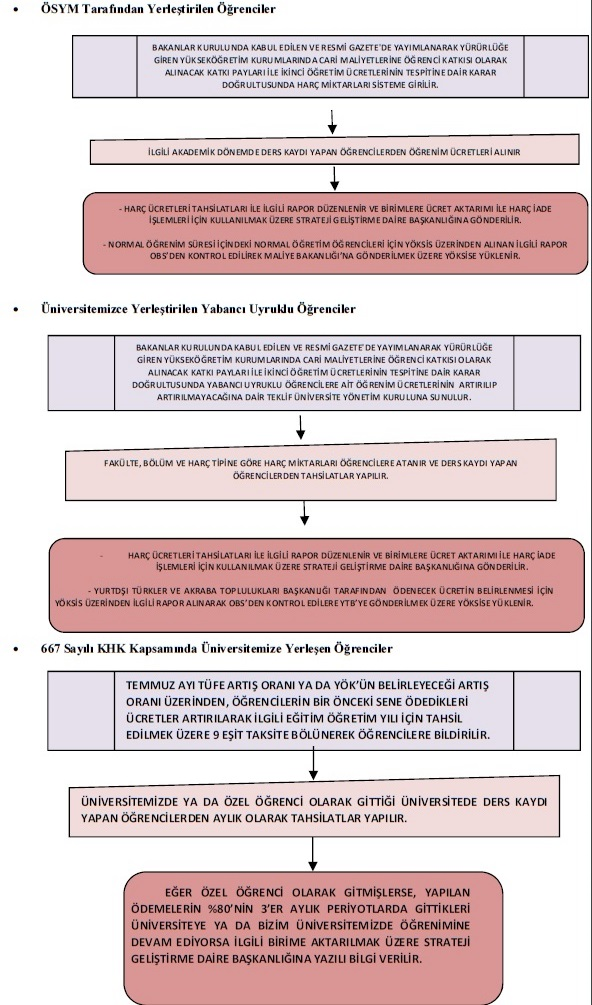 • ÖSYM Tarafından Yerleştirilen Öğrenciler
BAKANLAR KURULUNDA KABUL EDİLEN VE RESMİ GAZETE'DE YAYIMLANARAK YÜRÜRLÜĞE
GİREN YÜKSEKÖĞRETİM KURUMLARINDA CARİ MALİYETLERİNE ÖĞRENCİ KATKISI OLARAK
ALINACAK KATKI PAYLARI İLE İKİNCİ ÖĞRETİM ÜCRETLERİNİN TESPİTİNE DAİR KARAR
DOĞRULTUSUNDA HARÇ MİKTARLARI SİSTEME GİRİLİR.
İLGİLİ AKADEMİK DÖNEMDE DERS KAYDI YAPAN ÖĞRENCİLERDEN ÖĞRENİM ÜCRETLERİ ALINIR
- HARÇ ÜCRETLERİ TAHSİLATLARI İLE İLGİLİ RAPOR DÜZENLENİR VE BİRİMLERE ÜCRET AKTARIMI İLE HARÇ İADE
İŞLEMLERİ İÇİN KULLANILMAK ÜZERE STRATEJİ GELİŞTİRME DAİRE BAŞKANLIĞINA GÖNDERİLİR.
- NORMAL ÖĞRENİM SÜRESİ İÇİNDEKİ NORMAL ÖĞRETİM ÖĞRENCİLERİ İÇİN YÖKSİS ÜZERİNDEN ALINAN İLGİLİ RAPOR
OBS'DEN KONTROL EDİLİREK MALİYE BAKANLIĞI'NA GÖNDERİLMEK ÜZERE YÖKSİSE YÜKLENİR.
• Üniversitemizce Yerleştirilen Yabancı Uyruklu Öğrenciler
BAKANLAR KURULUNDA KABUL EDİLEN VE RESMİ GAZETE'DE YAYIMLANARAK YÜRÜRLÜĞE
GİREN YÜKSEKÖĞRETİM KURUMLARINDA CARİ MALİYETLERİNE ÖĞRENCİ KATKISI OLARAK
ALINACAK KATKI PAYLARI İLE İKİNCİ ÖĞRETİM ÜCRETLERİNİN TESPİTİNE DAİR KARAR
DOĞRULTUSUNDA YABANCI UYRUKLU ÖĞRENCİLERE AİT ÖĞRENİM ÜCRETLERİNİN ARTIRILIP
ARTIRILMAYACAĞINA DAİR TEKLİF ÜNİVERSİTE YÖNETİM KURULUNA SUNULUR.
FAKÜLTE, BÖLÜM VE HARÇ TİPİNE GÖRE HARÇ MİKTARLARI ÖĞRENCİLERE ATANIR VE DERS KAYDI YAPAN
ÖĞRENCİLERDEN TAHSİLATLAR YAPILIR.
- HARÇ ÜCRETLERİ TAHSİLATLARI İLE İLGİLİ RAPOR DÜZENLENİR VE BİRİMLERE ÜCRET AKTARIMI İLE HARÇ İADE
İŞLEMLERİ İÇİN KULLANILMAK ÜZERE STRATEJİ GELİŞTİRME DAİRE BAŞKANLIĞINA GÖNDERİLİR.
- YURTDŞI TÜRKLER VE AKRABA TOPLULUKLARI BAŞKANLIĞI TARAFINDAN ÖDENECEK ÜCRETİN BELİRLENMESİ İÇİN
YÖKSİS ÜZERİNDEN İLGİLİ RAPOR ALINARAK OBS'DEN KONTROL EDİLERE YTB'YE GÖNDERİLMEK ÜZERE YÖKSİSE YÜKLENİR.
• 667 Sayılı KHK Kapsamında Üniversitemize Yerleşen Öğrenciler
TEMMUZ AYI TÜFE ARTIŞ ORANI YA DA YÖK'ÜN BELİRLEYECEĞİ ARTIŞ
ORANI ÜZERİNDEN, ÖĞRENCİLERİN BİR ÖNCEKİ SENE ÖDEDİKLERİ
ÜCRETLER ARTIRILARAK İLGİLİ EĞİTİM ÖĞRETİM YILI İÇİN TAHSİL
EDİLMEK ÜZERE 9 EŞİT TAKSİTE BÖLÜNEREK ÖĞRENCİLERE BİLDİRİLİR.
ÜNİVERSİTEMİZDE YA DA ÖZEL ÖĞRENCİ OLARAK GİTTİĞİ ÜNİVERSİTEDE DERS KAYDI
YAPAN ÖĞRENCİLERDEN AYLIK OLARAK TAHSİLATLAR YAPILIR.
EĞER ÖZEL ÖĞRENCİ OLARAK GİTMİŞLERSE, YAPILAN
ÖDEMELERİN %80'NİN 3'ER AYLIK PERİYOTLARDA GİTTİKLERİ
ÜNİVERSİTEYE YA DA BİZİM ÜNİVERSİTEMİZDE ÖĞRENİMİNE
DEVAM EDİYORSA İLGİLİ BİRİME AKTARILMAK ÜZERE STRATEJİ
GELİŞTİRME DAİRE BAŞKANLIĞINA YAZILI BİLGİ VERİLİR.